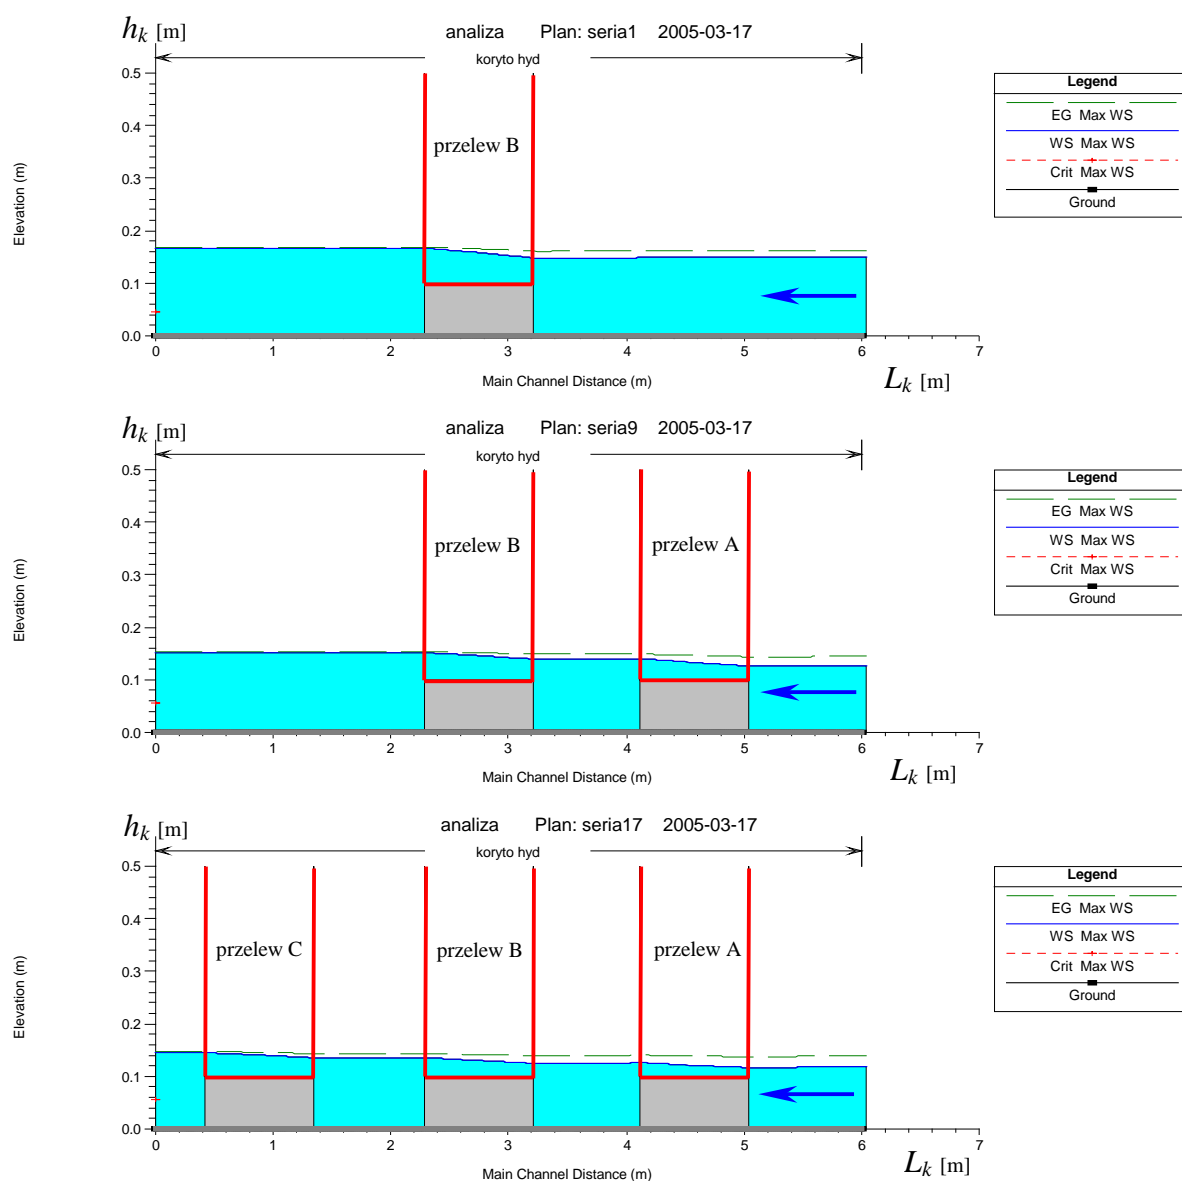 h_k [m]
analiza Plan: seria1 2005-03-17
koryto hyd
0.5
0.4
0.3
0.2
0.1
0.0
Elevation (m)
przelew B
0 1 2 3 4 5 6 7
Main Channel Distance (m)
L_k [m]
Legend
EG Max WS
WS Max WS
Crit Max WS
Ground
h_k [m]
analiza Plan: seria9 2005-03-17
koryto hyd
0.5
0.4
0.3
0.2
0.1
0.0
Elevation (m)
przelew B przelew A
0 1 2 3 4 5 6 7
Main Channel Distance (m)
L_k [m]
Legend
EG Max WS
WS Max WS
Crit Max WS
Ground
h_k [m]
analiza Plan: seria17 2005-03-17
koryto hyd
0.5
0.4
0.3
0.2
0.1
0.0
Elevation (m)
przelew C przelew B przelew A
0 1 2 3 4 5 6 7
Main Channel Distance (m)
L_k [m]
Legend
EG Max WS
WS Max WS
Crit Max WS
Ground